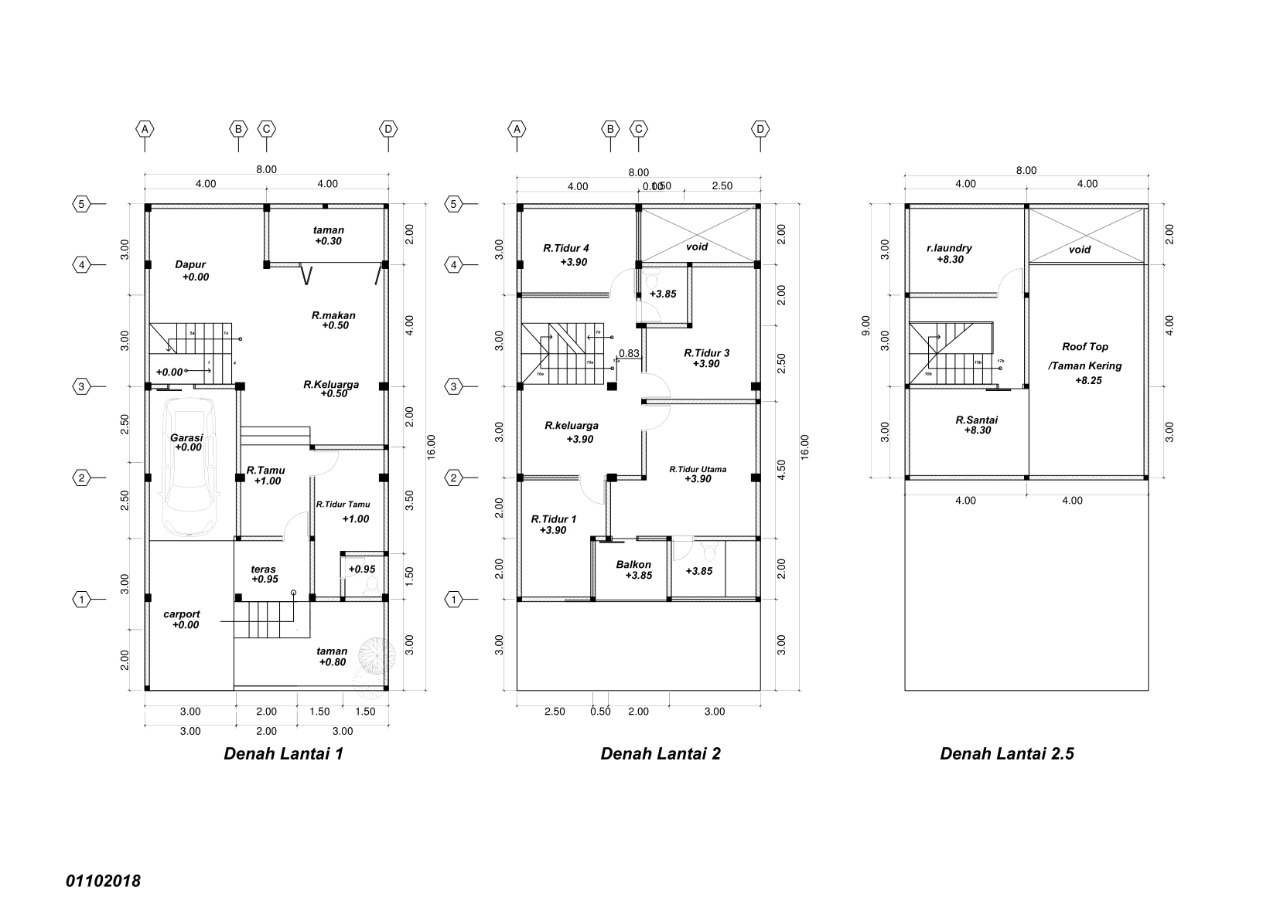 A B C D
8.00
4.00 4.00
5
4
3
2
1
3.00
3.00
2.50
2.50
3.00
2.00
taman
+0.30
Dapur
+0.00
R.makan
+0.50
R.Keluarga
+0.50
+0.00
Garasi
+0.00
R.Tamu
+1.00
R.Tidur Tamu
+1.00
teras
+0.95
+0.95
carport
+0.00
taman
+0.80
2.00
4.00
2.00
3.50
1.50
3.00
16.00
3.00 2.00 1.50 1.50
3.00 2.00 3.00
Denah Lantai 1
A B C D
8.00
4.00 0.10 1.50 2.50
5
4
3
2
1
3.00
3.00
3.00
2.00
2.00
3.00
R.Tidur 4
+3.90
void
+3.85
0.83
R.Tidur 3
+3.90
R.keluarga
+3.90
R.Tidur Utama
+3.90
R.Tidur 1
+3.90
Balkon
+3.85
+3.85
2.00
2.00
2.50
4.50
2.00
3.00
16.00
2.50 0.50 2.00 3.00
Denah Lantai 2
8.00
4.00 4.00
3.00
3.00
3.00
9.00
r.laundry
+8.30
void
Roof Top
/Taman Kering
+8.25
R.Santai
+8.30
2.00
4.00
3.00
4.00 4.00
Denah Lantai 2.5
01102018